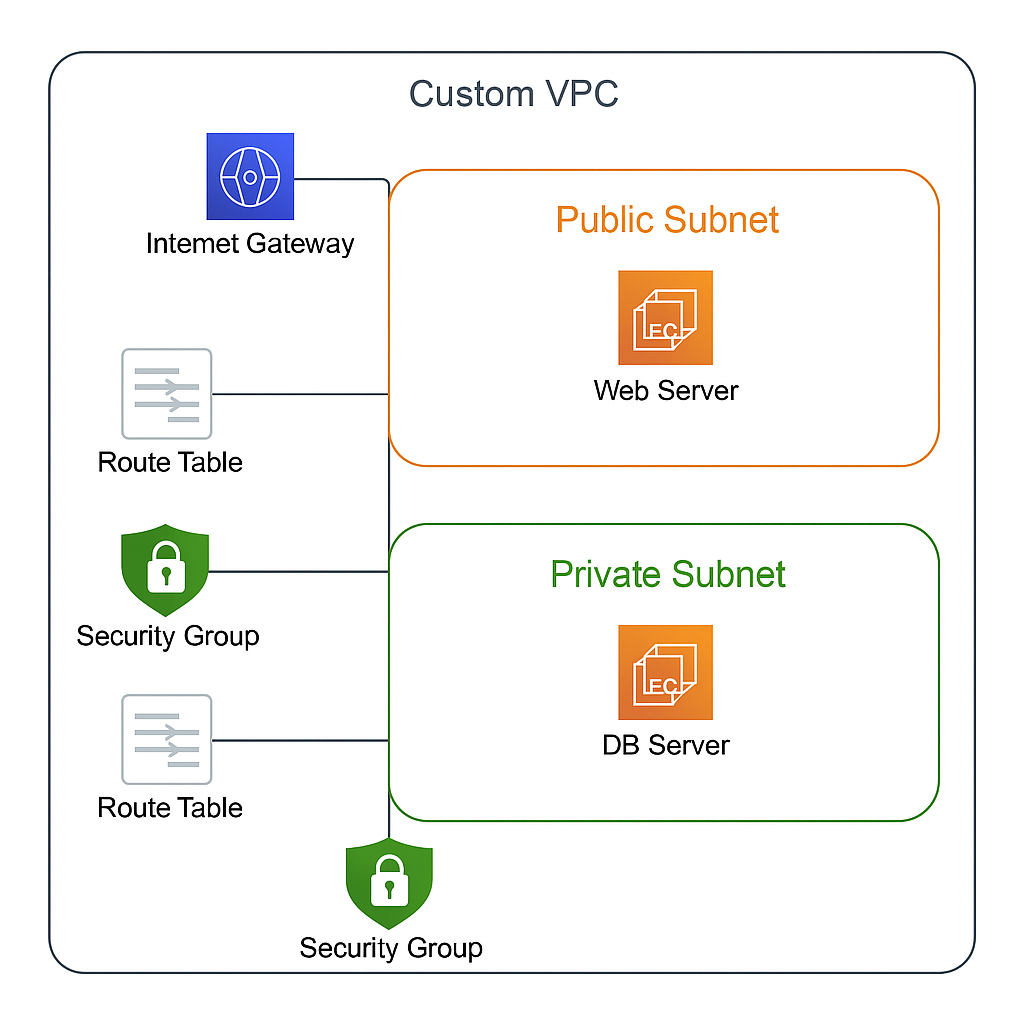 Custom VPC
Internet Gateway
Public Subnet
EC
Web Server
Route Table
Security Group
Private Subnet
EC
DB Server
Route Table
Security Group